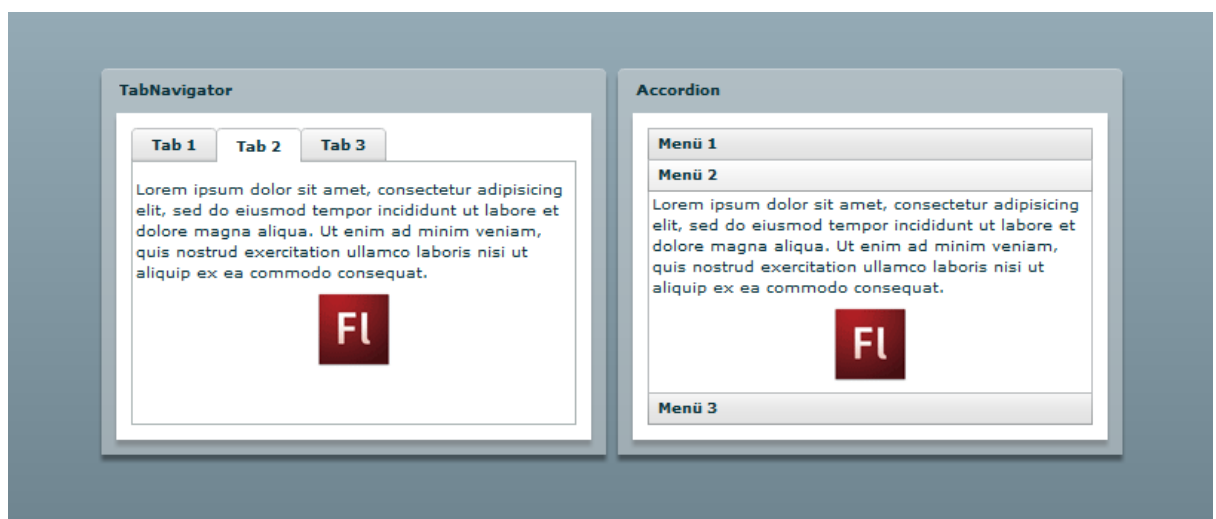 TabNavigator
Tab 1 Tab 2 Tab 3
Lorem ipsum dolor sit amet, consectetur adipisicing
elit, sed do eiusmod tempor incididunt ut labore et
dolore magna aliqua. Ut enim ad minim veniam,
quis nostrud exercitation ullamco laboris nisi ut
aliquip ex ea commodo consequat.
Fl
Accordion
Menü 1
Menü 2
Lorem ipsum dolor sit amet, consectetur adipisicing
elit, sed do eiusmod tempor incididunt ut labore et
dolore magna aliqua. Ut enim ad minim veniam,
quis nostrud exercitation ullamco laboris nisi ut
aliquip ex ea commodo consequat.
Fl
Menü 3